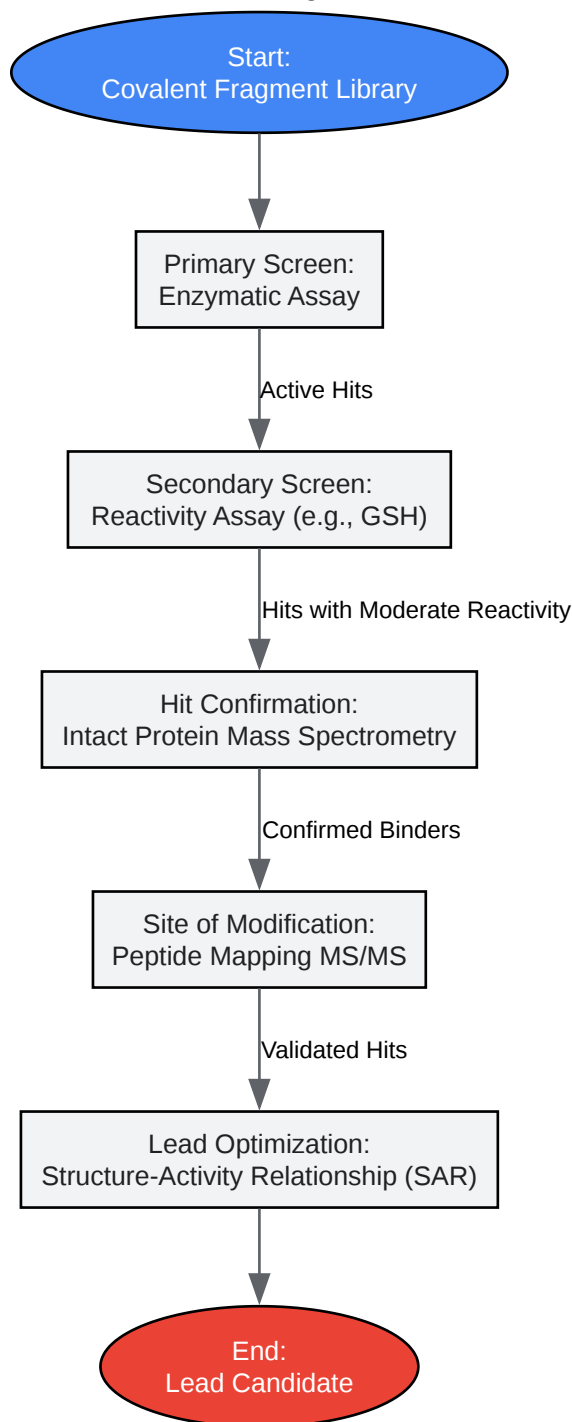 Start:
Covalent Fragment Library
Primary Screen:
Enzymatic Assay
Active Hits
Secondary Screen:
Reactivity Assay (e.g., GSH)
Hits with Moderate Reactivity
Hit Confirmation:
Intact Protein Mass Spectrometry
Confirmed Binders
Site of Modification:
Peptide Mapping MS/MS
Validated Hits
Lead Optimization:
Structure-Activity Relationship (SAR)
End:
Lead Candidate